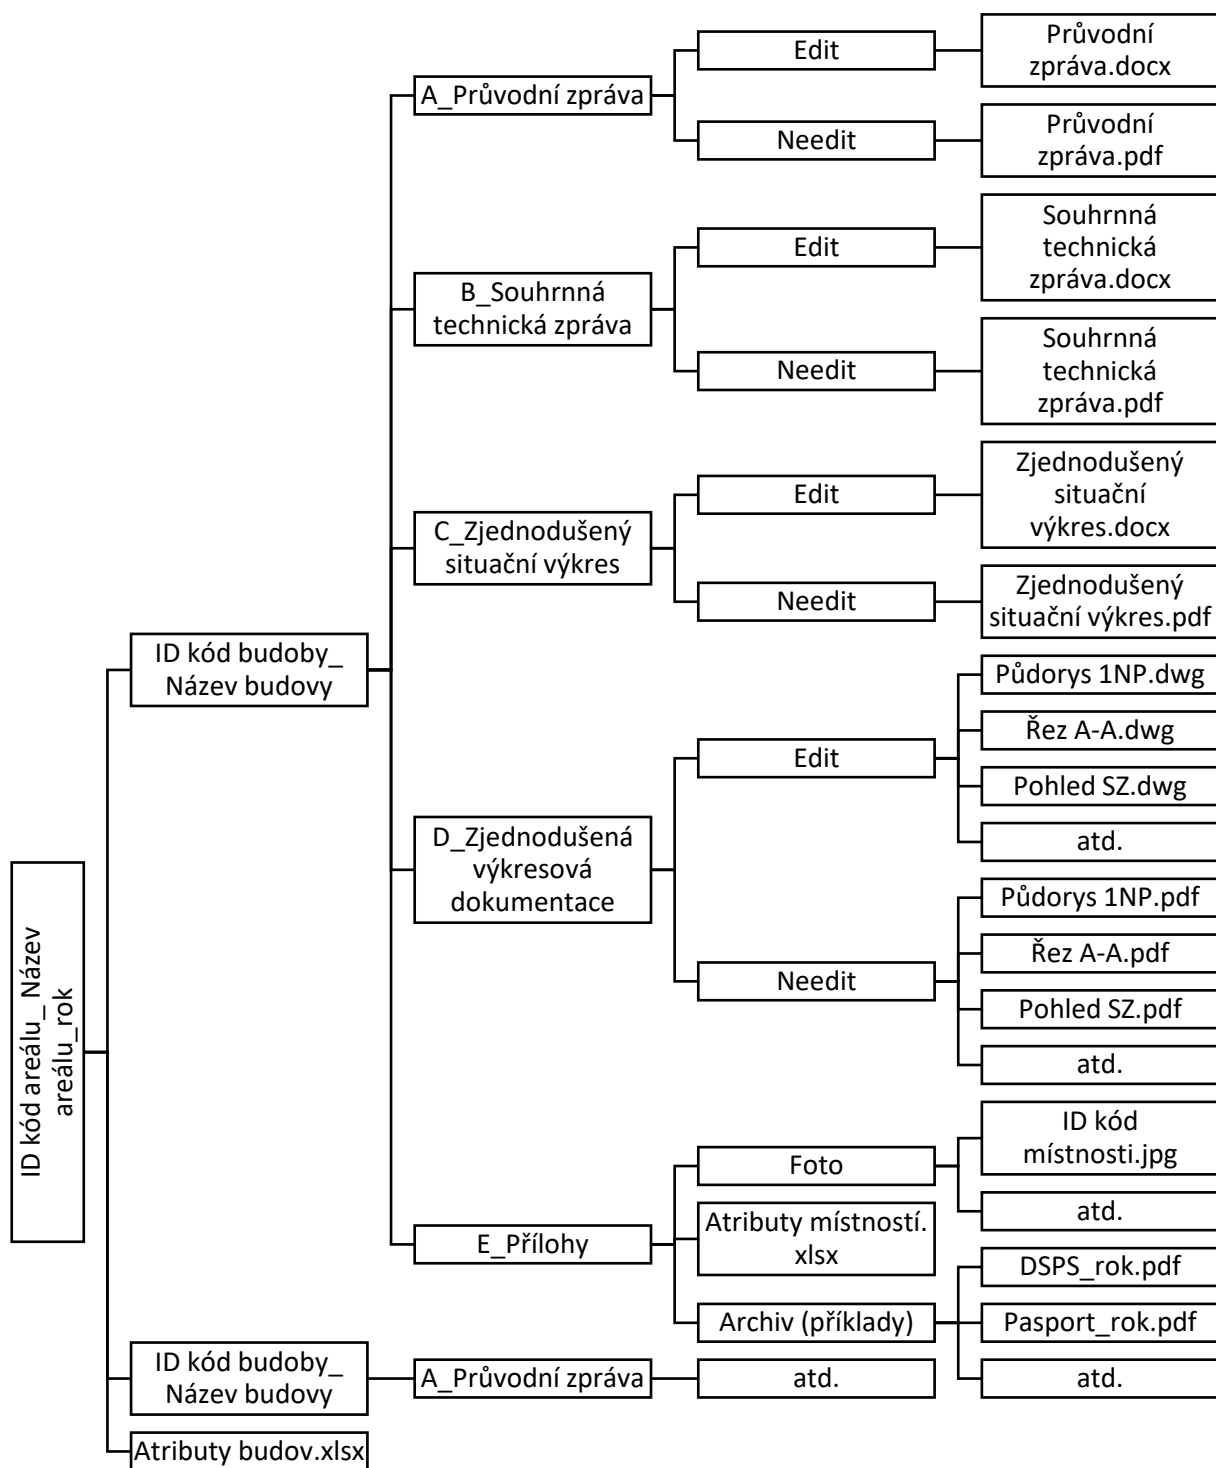 ID kód areálu_ Název
areálu_rok
ID kód budoby_
Název budovy
A_Průvodní zpráva
Edit
Průvodní
zpráva.docx
Needit
Průvodní
zpráva.pdf
B_Souhrnná
technická zpráva
Edit
Souhrnná
technická
zpráva.docx
Needit
Souhrnná
technická
zpráva.pdf
C_Zjednodušený
situační výkres
Edit
Zjednodušený
situační
výkres.docx
Needit
Zjednodušený
situační výkres.pdf
D_Zjednodušená
výkresová
dokumentace
Edit
Půdorys 1NP.dwg
Řez A-A.dwg
Pohled SZ.dwg
atd.
Needit
Půdorys 1NP.pdf
Řez A-A.pdf
Pohled SZ.pdf
atd.
E_Přílohy
Foto
ID kód
místnosti.jpg
atd.
Atributy místností.
xlsx
Archiv (příklady)
DSPS_rok.pdf
Pasport_rok.pdf
atd.
ID kód budoby_
Název budovy
A_Průvodní zpráva
atd.
Atributy budov.xlsx